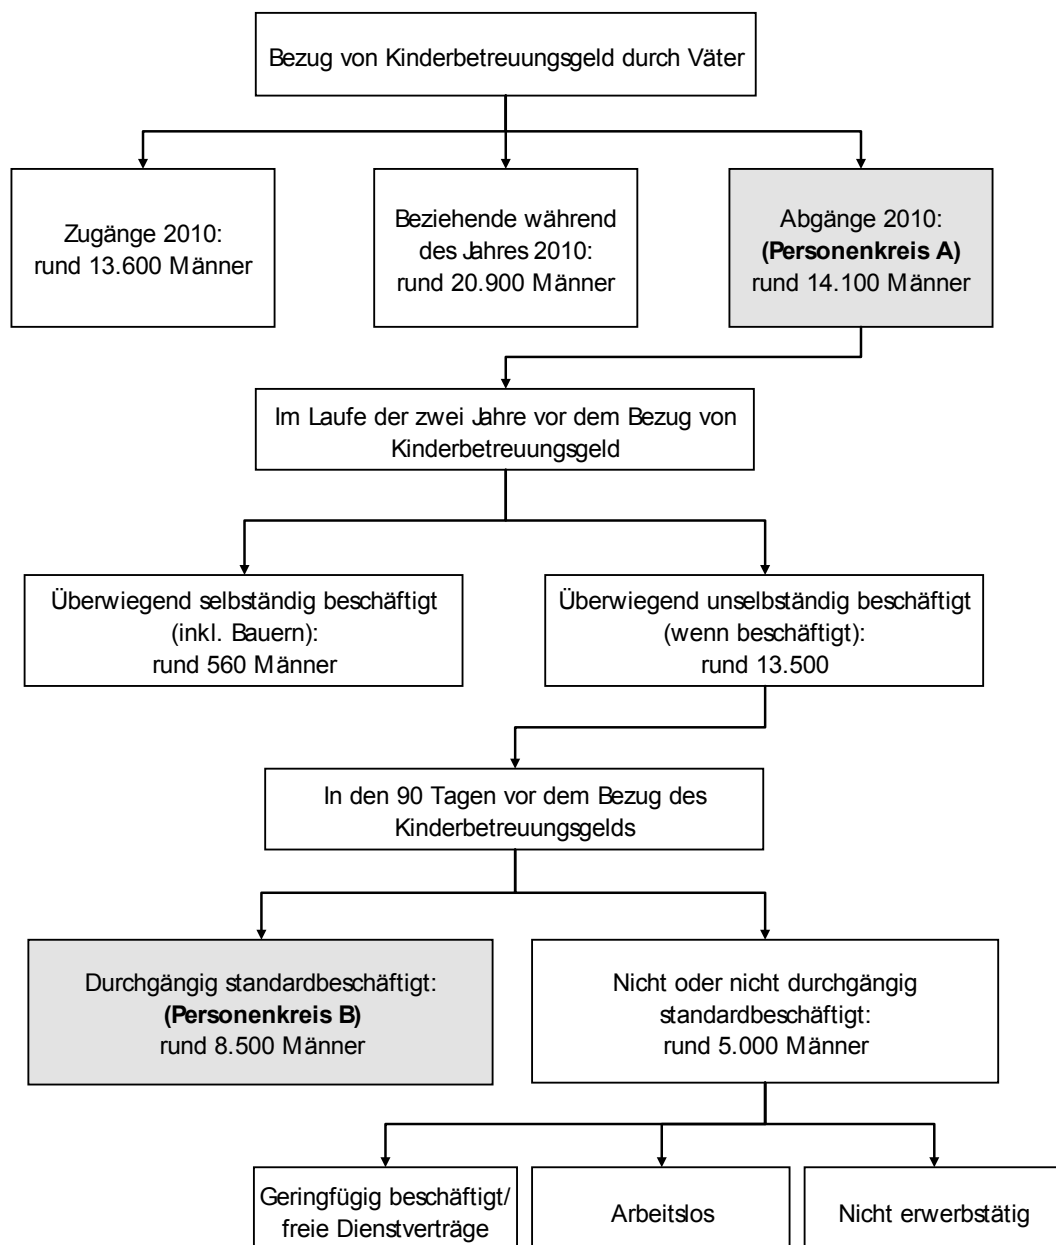 Bezug von Kinderbetreuungsgeld durch Väter
Zugänge 2010:
rund 13.600 Männer
Beziehende während
des Jahres 2010:
rund 20.900 Männer
Abgänge 2010:
(Personenkreis A)
rund 14.100 Männer
Im Laufe der zwei Jahre vor dem Bezug von
Kinderbetreuungsgeld
Überwiegend selbständig beschäftigt
(inkl. Bauern):
rund 560 Männer
Überwiegend unselbständig beschäftigt
(wenn beschäftigt):
rund 13.500
In den 90 Tagen vor dem Bezug des
Kinderbetreuungsgelds
Durchgängig standardbeschäftigt:
(Personenkreis B)
rund 8.500 Männer
Nicht oder nicht durchgängig
standardbeschäftigt:
rund 5.000 Männer
Geringfügig beschäftigt/
freie Dienstverträge
Arbeitslos
Nicht erwerbstätig